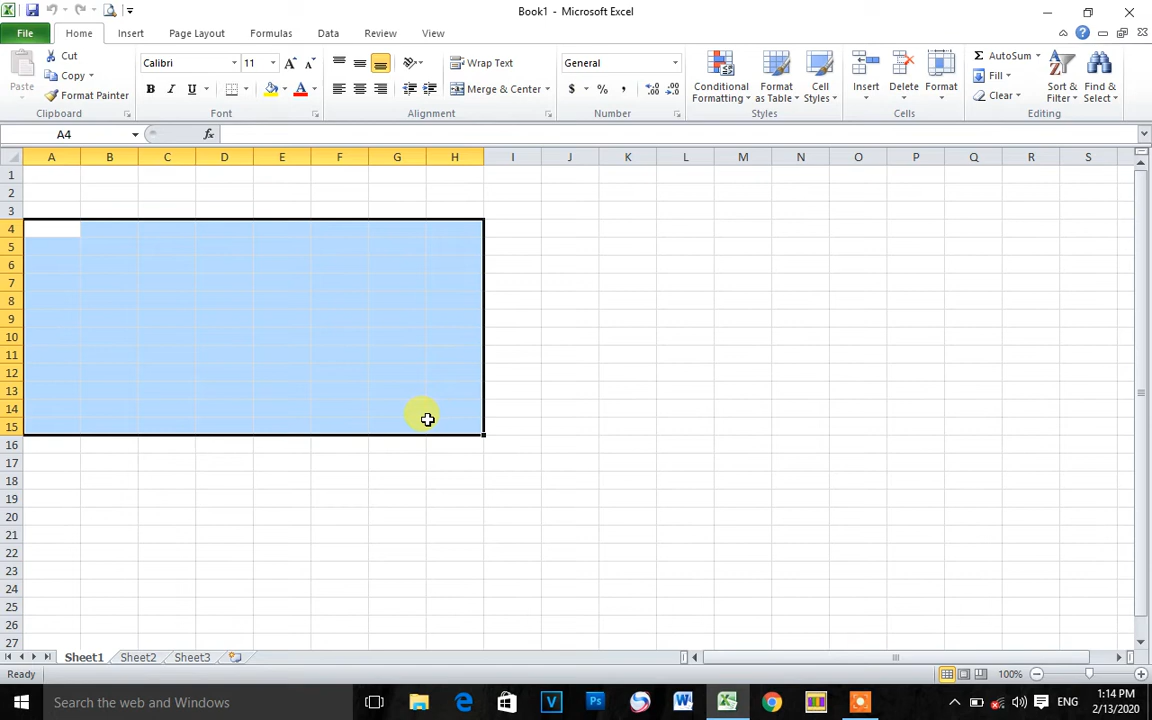 Book1 - Microsoft Excel
File Home Insert Page Layout Formulas Data Review View
Paste
Cut
Copy
Format Painter
Clipboard
Calibri 11
B I U A
Font
Wrap Text
Merge & Center
Alignment
General
$ % ,
Number
Conditional Formatting
Format as Table
Cell Styles
Styles
Insert Delete Format
Cells
AutoSum
Fill
Clear
Sort & Filter
Find & Select
Editing
A4 fx
A B C D E F G H I J K L M N O P Q R S
1
2
3
4
5
6
7
8
9
10
11
12
13
14
15
16
17
18
19
20
21
22
23
24
25
26
27
Sheet1 Sheet2 Sheet3
Ready 100%
Search the web and Windows ENG 1:14 PM
2/13/2020